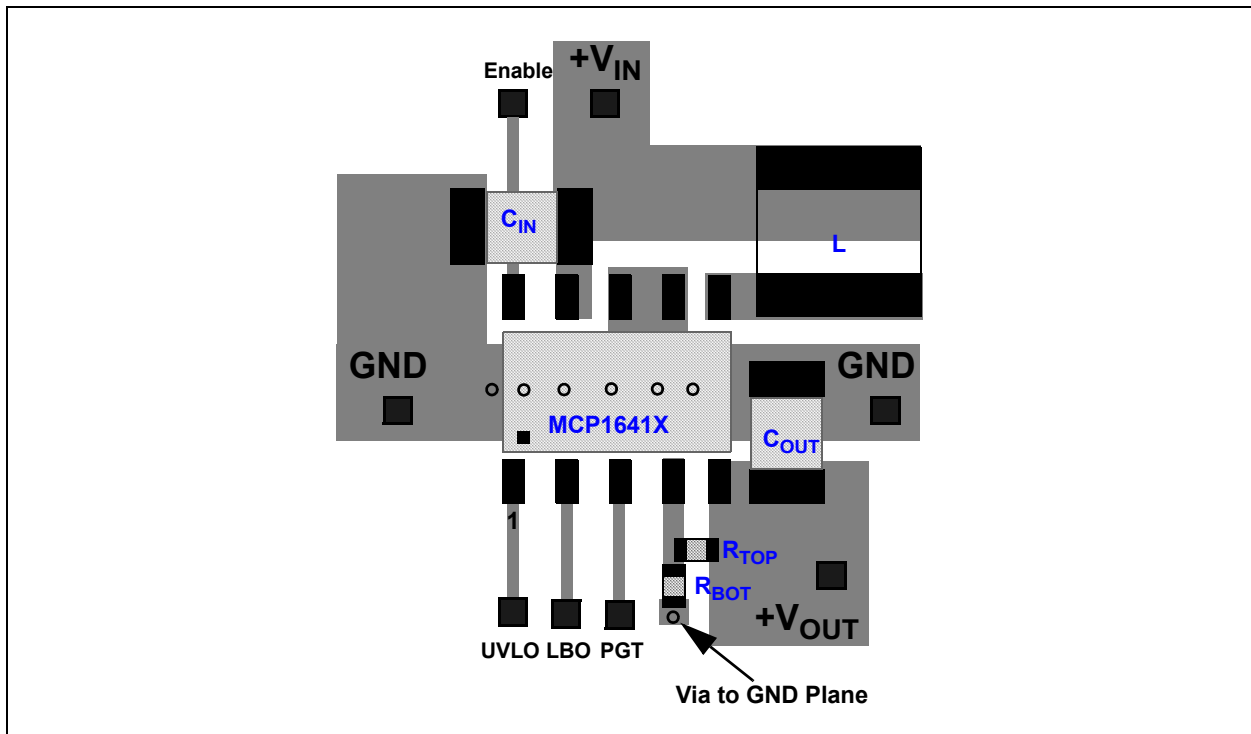 Enable
+VIN
CIN
L
GND
GND
MCP1641X
COUT
1
RTOP
RBOT
+VOUT
UVLO LBO PGT
Via to GND Plane